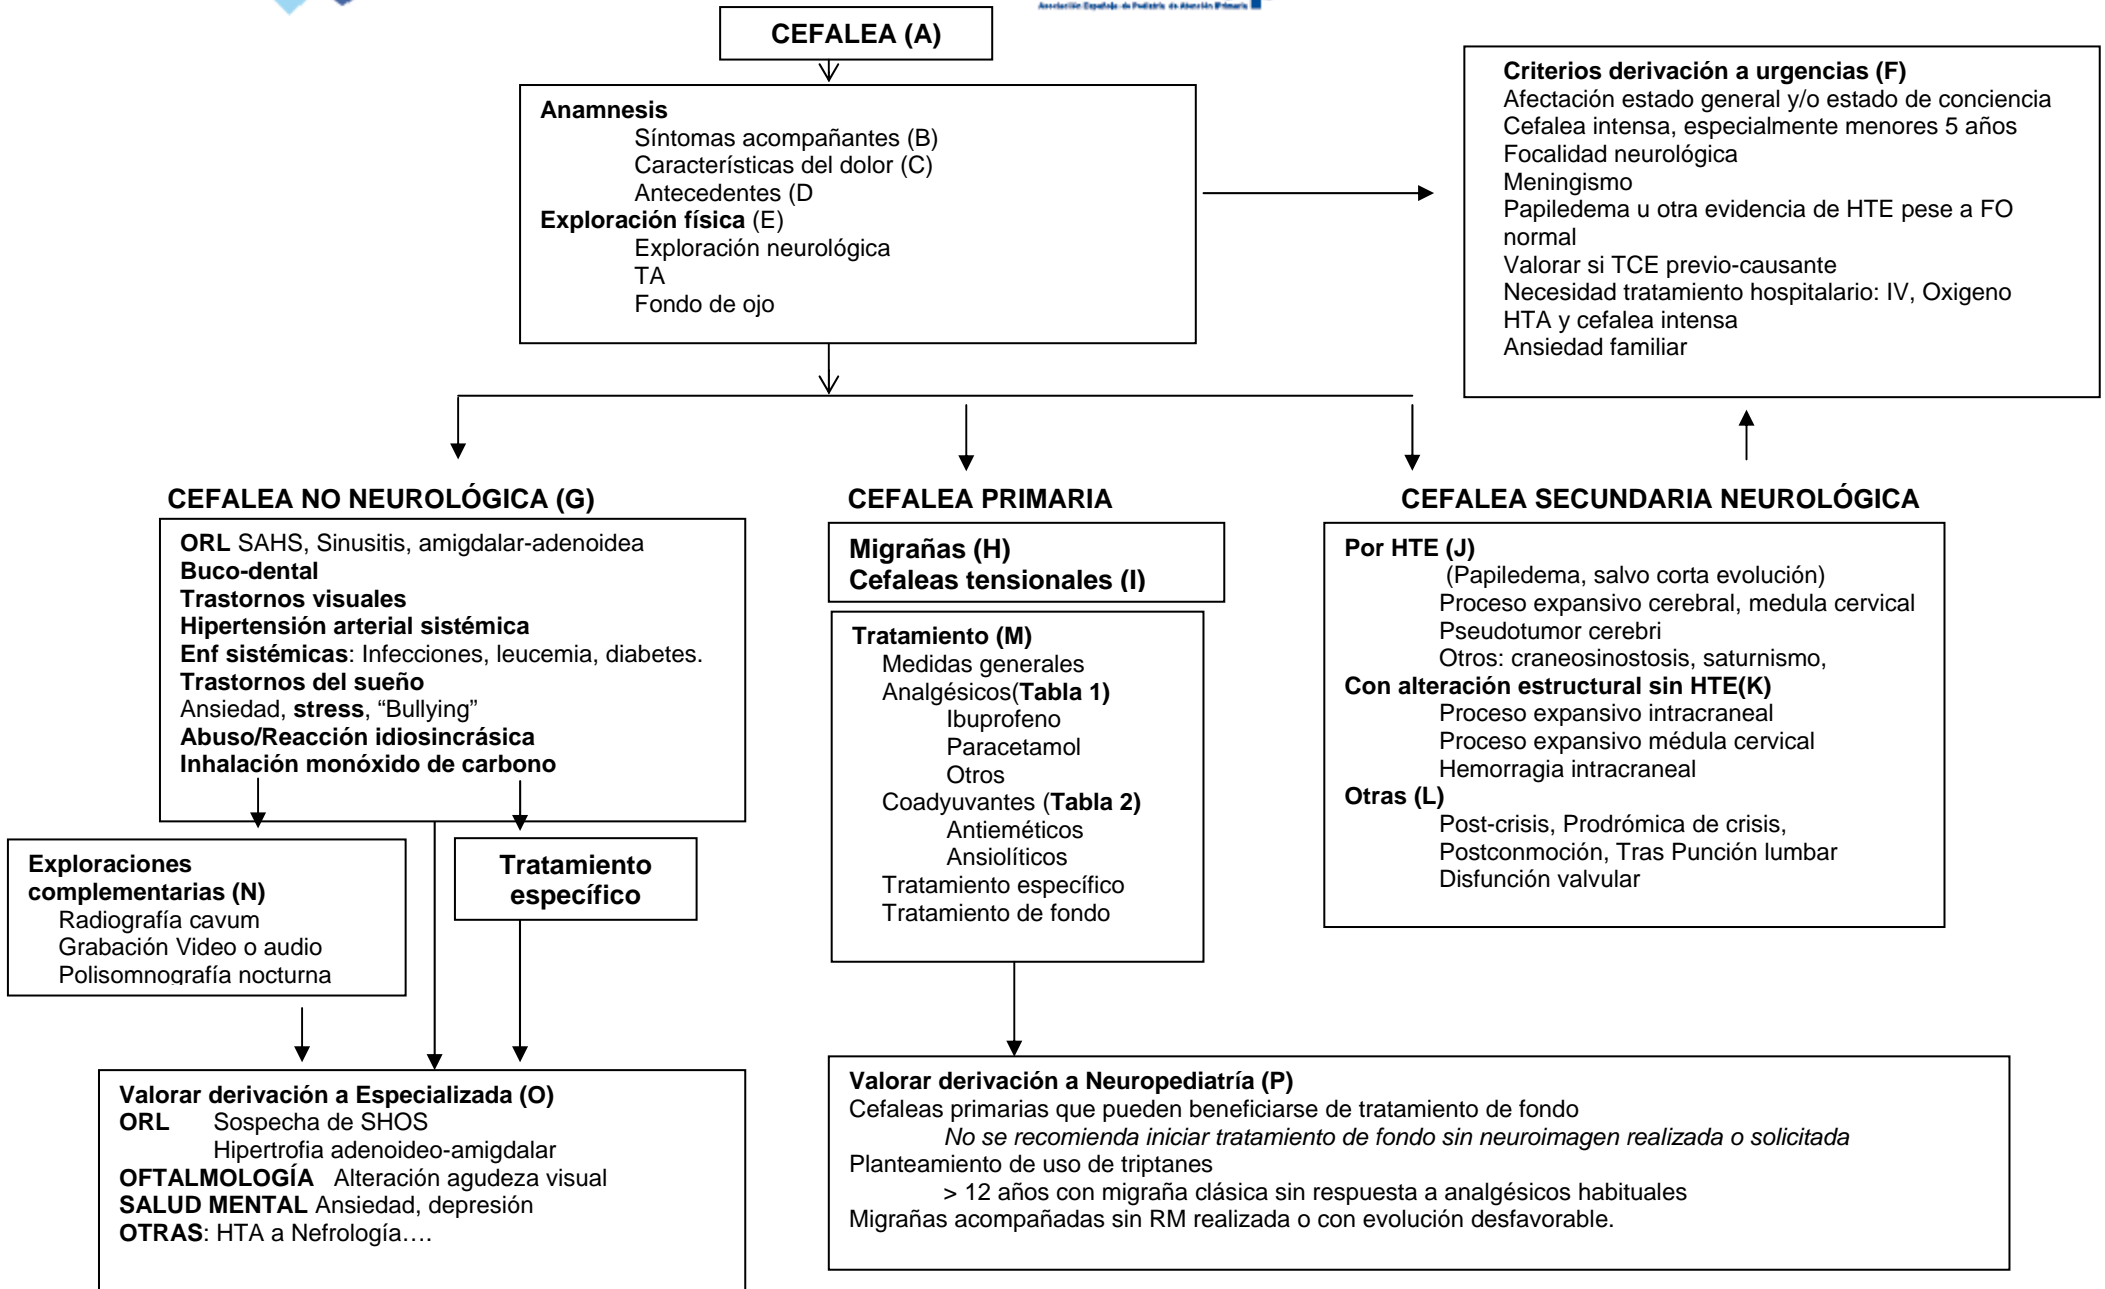 Asociación Española de Pediatría de Atención Primaria
CEFALEA (A)
Anamnesis
Síntomas acompañantes (B)
Características del dolor (C)
Antecedentes (D
Exploración física (E)
Exploración neurológica
TA
Fondo de ojo
Criterios derivación a urgencias (F)
Afectación estado general y/o estado de conciencia
Cefalea intensa, especialmente menores 5 años
Focalidad neurológica
Meningismo
Papiledema u otra evidencia de HTE pese a FO
normal
Valorar si TCE previo-causante
Necesidad tratamiento hospitalario: IV, Oxigeno
HTA y cefalea intensa
Ansiedad familiar
CEFALEA NO NEUROLÓGICA (G)
ORL SAHS, Sinusitis, amigdalar-adenoidea
Buco-dental
Trastornos visuales
Hipertensión arterial sistémica
Enf sistémicas: Infecciones, leucemia, diabetes.
Trastornos del sueño
Ansiedad, stress, “Bullying”
Abuso/Reacción idiosincrásica
Inhalación monóxido de carbono
Exploraciones
complementarias (N)
Radiografía cavum
Grabación Video o audio
Polisomnografía nocturna
Tratamiento
específico
Valorar derivación a Especializada (O)
ORL Sospecha de SHOS
Hipertrofia adenoideo-amigdalar
OFTALMOLOGÍA Alteración agudeza visual
SALUD MENTAL Ansiedad, depresión
OTRAS: HTA a Nefrología….
CEFALEA PRIMARIA
Migrañas (H)
Cefaleas tensionales (I)
Tratamiento (M)
Medidas generales
Analgésicos(Tabla 1)
Ibuprofeno
Paracetamol
Otros
Coadyuvantes (Tabla 2)
Antieméticos
Ansiolíticos
Tratamiento específico
Tratamiento de fondo
Valorar derivación a Neuropediatría (P)
Cefaleas primarias que pueden beneficiarse de tratamiento de fondo
No se recomienda iniciar tratamiento de fondo sin neuroimagen realizada o solicitada
Planteamiento de uso de triptanes
> 12 años con migraña clásica sin respuesta a analgésicos habituales
Migrañas acompañadas sin RM realizada o con evolución desfavorable.
CEFALEA SECUNDARIA NEUROLÓGICA
Por HTE (J)
(Papiledema, salvo corta evolución)
Proceso expansivo cerebral, medula cervical
Pseudotumor cerebri
Otros: craneosinostosis, saturnismo,
Con alteración estructural sin HTE(K)
Proceso expansivo intracraneal
Proceso expansivo médula cervical
Hemorragia intracraneal
Otras (L)
Post-crisis, Prodrómica de crisis,
Postconmoción, Tras Punción lumbar
Disfunción valvular